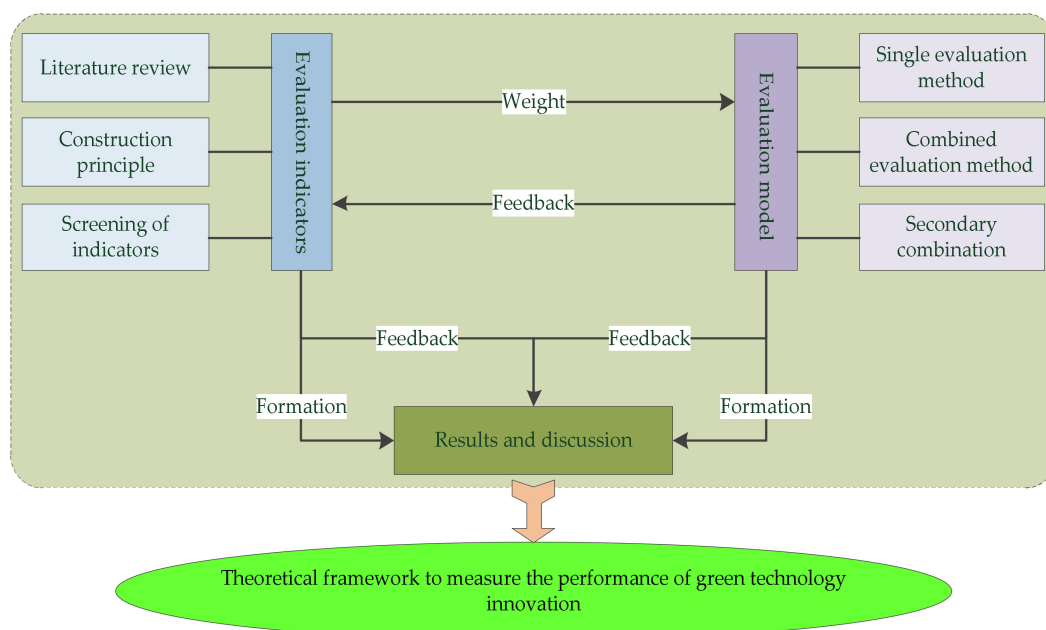 Literature review
Construction
principle
Screening of
indicators
Evaluation indicators
Weight
Feedback
Evaluation model
Single evaluation
method
Combined
evaluation method
Secondary
combination
Feedback
Feedback
Formation
Formation
Results and discussion
Theoretical framework to measure the performance of green technology
innovation